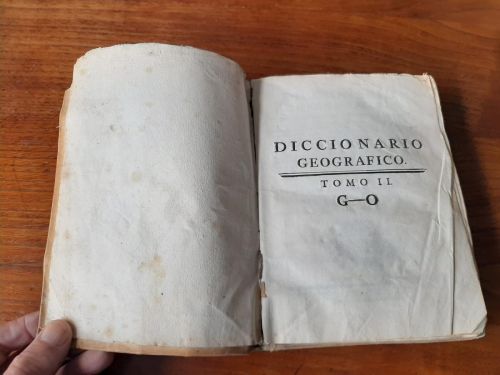 DICCIONARIO
GEOGRAFICO.
TOMO II.
G—O